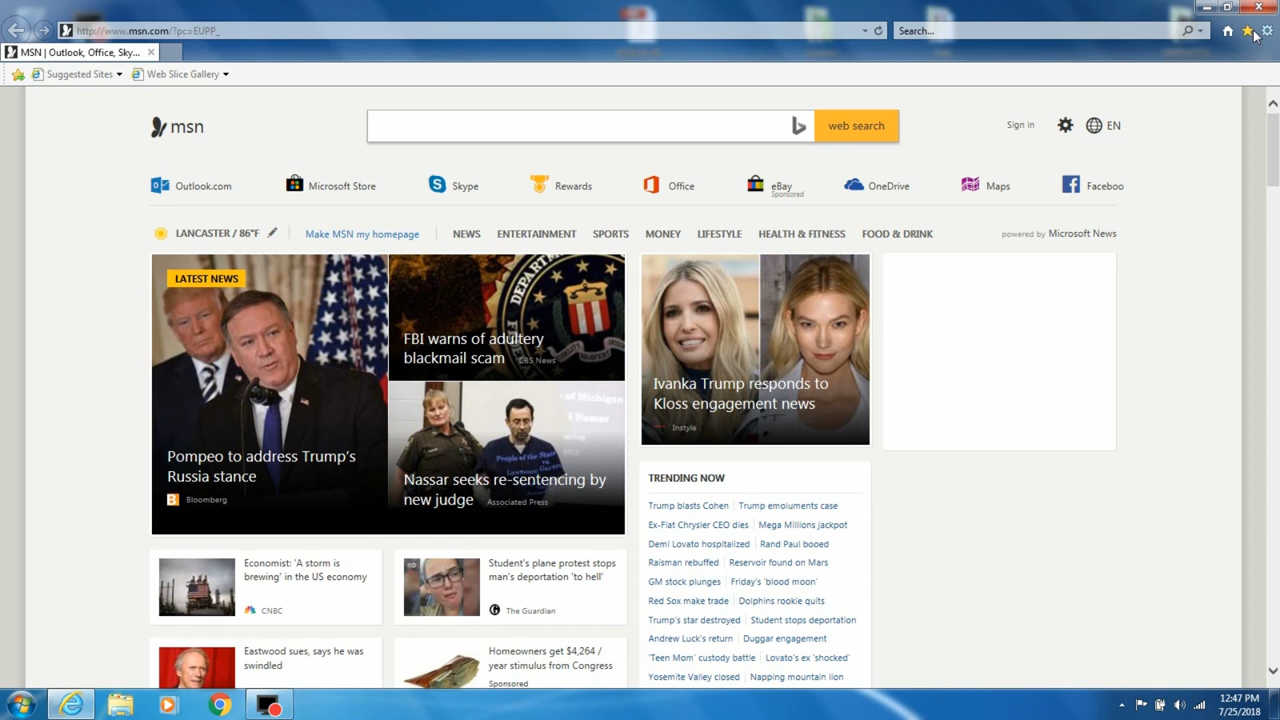 http://www.msn.com/?pc=EUPP_
Search...
MSN | Outlook, Office, Sky...
Suggested Sites
Web Slice Gallery
msn
web search
Sign in
EN
Outlook.com
Microsoft Store
Skype
Rewards
Office
eBay
Sponsored
OneDrive
Maps
Faceboo
LANCASTER / 86°F
Make MSN my homepage
NEWS
ENTERTAINMENT
SPORTS
MONEY
LIFESTYLE
HEALTH & FITNESS
FOOD & DRINK
powered by Microsoft News
LATEST NEWS
Pompeo to address Trump's
Russia stance
Bloomberg
DEPARTM
FBI warns of adultery
blackmail scam
CBS News
of Michigan
Nassar seeks re-sentencing by
new judge
Associated Press
Ivanka Trump responds to
Kloss engagement news
Instyle
TRENDING NOW
Trump blasts Cohen
Trump emoluments case
Ex-Fiat Chrysler CEO dies
Mega Millions jackpot
Demi Lovato hospitalized
Rand Paul booed
Raisman rebuffed
Reservoir found on Mars
GM stock plunges
Friday's 'blood moon'
Red Sox make trade
Dolphins rookie quits
Trump's star destroyed
Student stops deportation
Andrew Luck's return
Duggar engagement
'Teen Mom' custody battle
Lovato's ex 'shocked'
Yosemite Valley closed
Napping mountain lion
Economist: 'A storm is
brewing' in the US economy
CNBC
Student's plane protest stops
man's deportation 'to hell'
The Guardian
Eastwood sues, says he was
swindled
Homeowners get $4,264 /
year stimulus from Congress
Sponsored
12:47 PM
7/25/2018